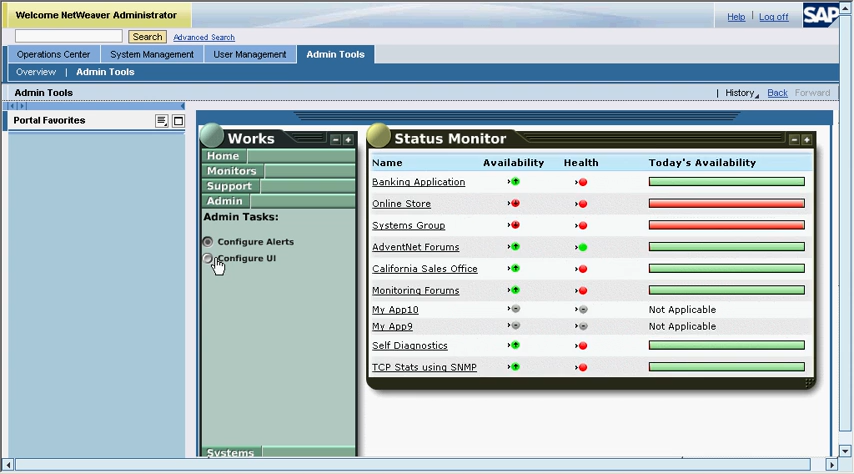 Welcome NetWeaver Administrator
Help | Log off
SAP
Search Advanced Search
Operations Center System Management User Management Admin Tools
Overview | Admin Tools
Admin Tools | History Back Forward
Portal Favorites
Works
Home
Monitors
Support
Admin
Admin Tasks:
Configure Alerts
Configure UI
Systems
Status Monitor
Name Availability Health Today's Availability
Banking Application
Online Store
Systems Group
AdventNet Forums
California Sales Office
Monitoring Forums
My App10 Not Applicable
My App9 Not Applicable
Self Diagnostics
TCP Stats using SNMP